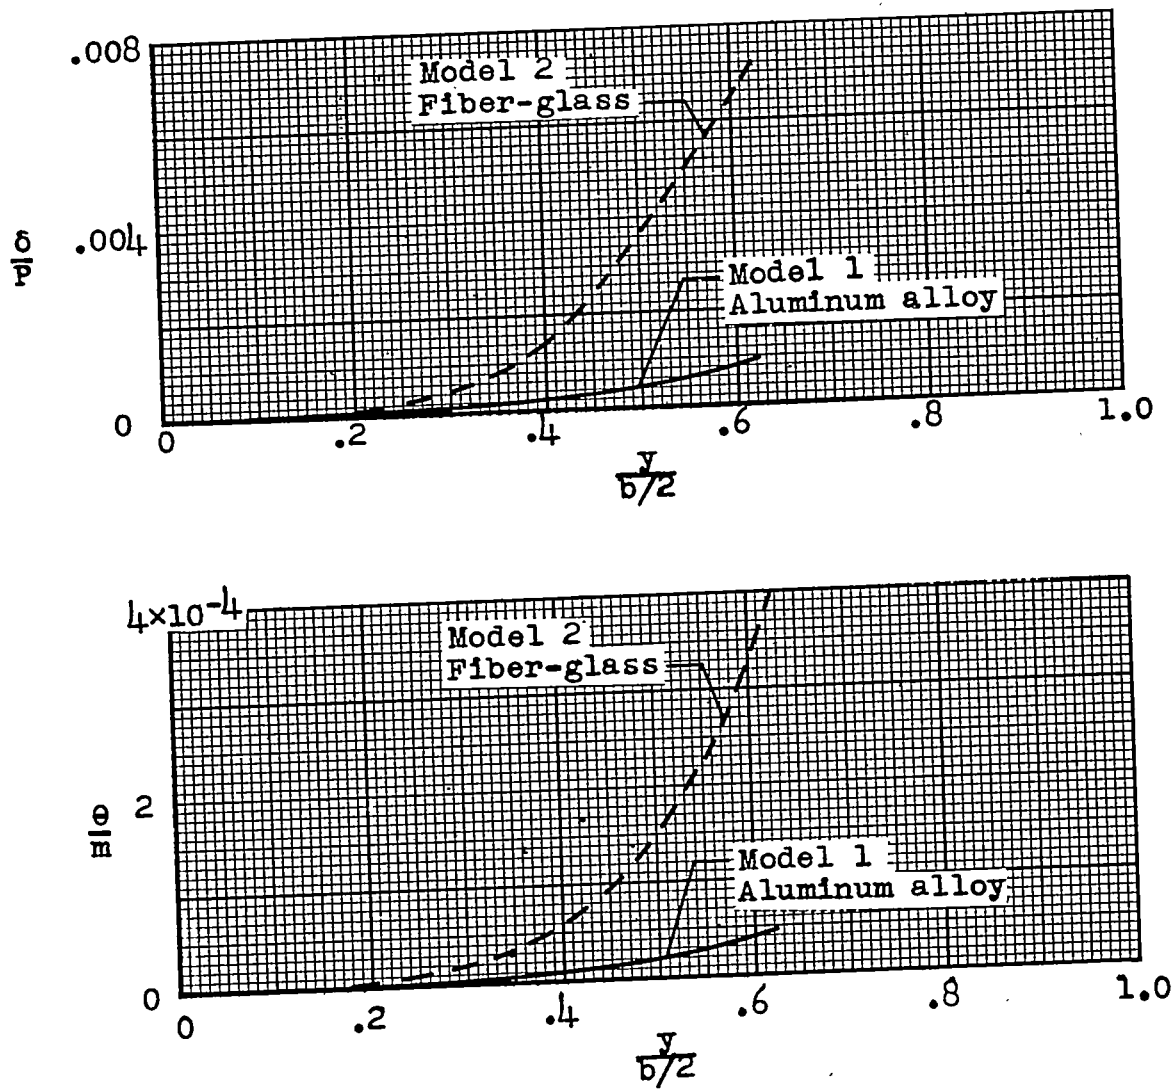 .008
Model 2
Fiber-glass
.004
δ
P
Model 1
Aluminum alloy
0
0
.2
.4
.6
.8
1.0
y
b/2
4×10-4
Model 2
Fiber-glass
2
θ
m
Model 1
Aluminum alloy
0
0
.2
.4
.6
.8
1.0
y
b/2